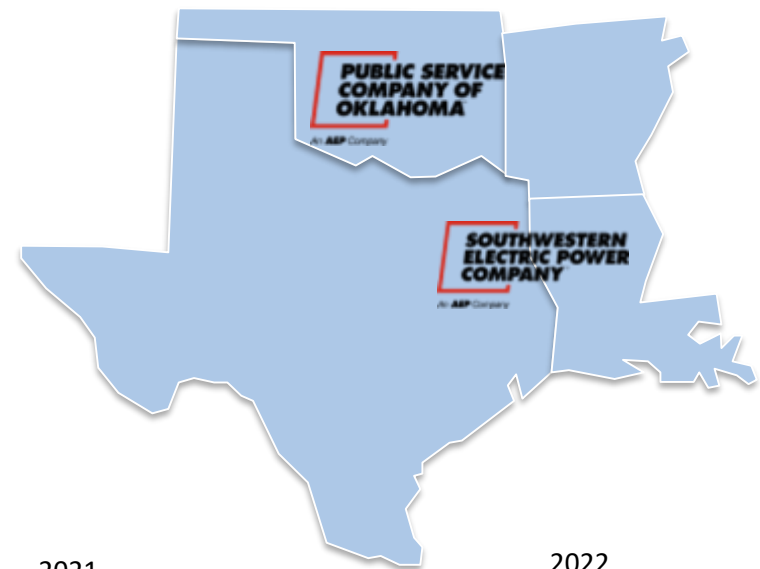 PUBLIC SERVICE
COMPANY OF
OKLAHOMA
An AEP Company
SOUTHWESTERN
ELECTRIC POWER
COMPANY
An AEP Company
2021
2022